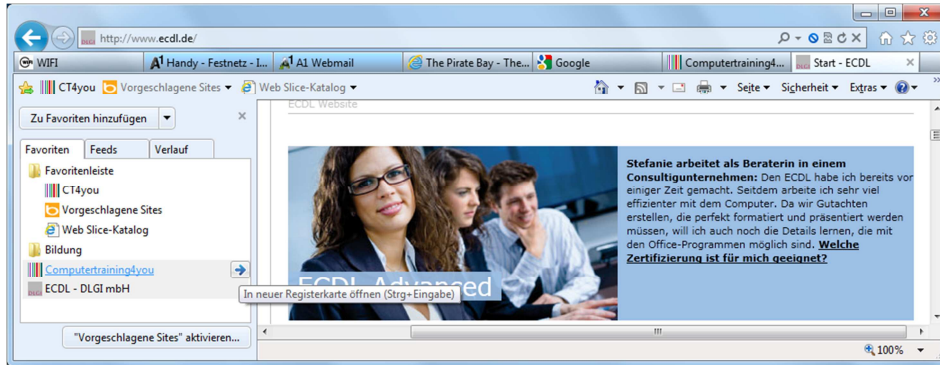 http://www.ecdl.de/
WIFI
A1 Handy - Festnetz - I...
A1 Webmail
The Pirate Bay - The...
Google
Computertraining4...
Start - ECDL
CT4you
Vorgeschlagene Sites
Web Slice-Katalog
Seite
Sicherheit
Extras
Zu Favoriten hinzufügen
Favoriten
Feeds
Verlauf
Favoritenleiste
CT4you
Vorgeschlagene Sites
Web Slice-Katalog
Bildung
Computertraining4you
ECDL - DLGI mbH
In neuer Registerkarte öffnen (Strg+Eingabe)
"Vorgeschlagene Sites" aktivieren...
ECDL Website
ECDL Advanced
Stefanie arbeitet als Beraterin in einem
Consultigunternehmen: Den ECDL habe ich bereits vor
einiger Zeit gemacht. Seitdem arbeite ich sehr viel
effizienter mit dem Computer. Da wir Gutachten
erstellen, die perfekt formatiert und präsentiert werden
müssen, will ich auch noch die Details lernen, die mit
den Office-Programmen möglich sind. Welche
Zertifizierung ist für mich geeignet?
100%